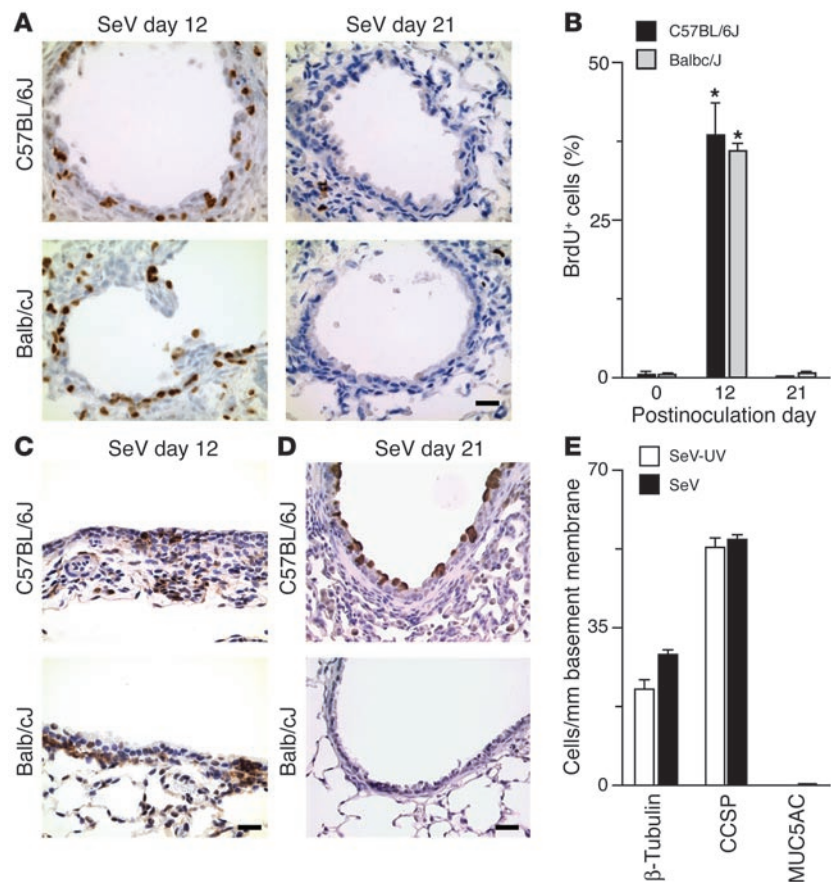 A
SeV day 12
SeV day 21
C57BL/6J
Balb/cJ
B
C57BL/6J
Balbc/J
50
25
0
BrdU⁺ cells (%)
*
*
0
12
21
Postinoculation day
C
SeV day 12
C57BL/6J
Balb/cJ
D
SeV day 21
C57BL/6J
Balb/cJ
E
SeV-UV
SeV
70
35
0
Cells/mm basement membrane
β-Tubulin
CCSP
MUC5AC